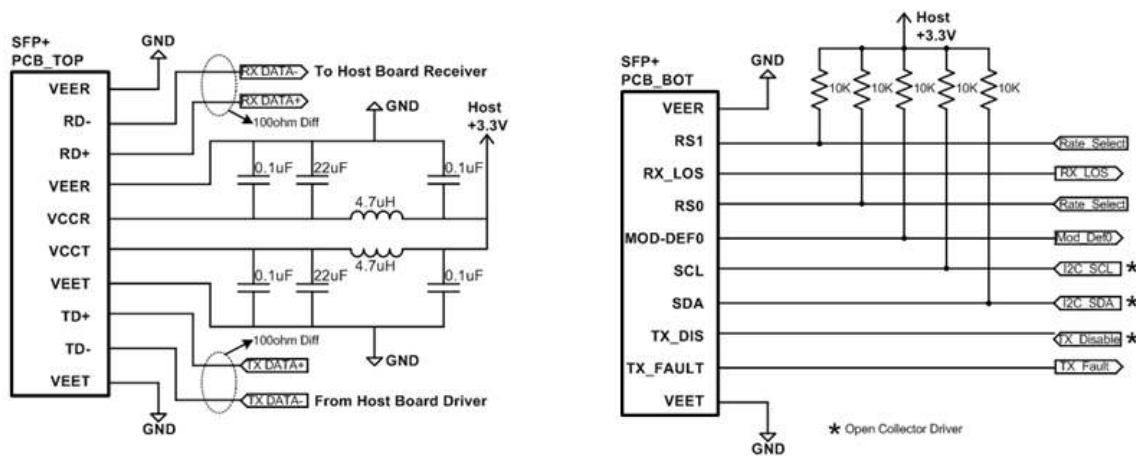 SFP+
PCB_TOP
GND
VEER
RD-
RD+
VEER
VCCR
VCCT
VEET
TD+
TD-
VEET
GND
RX DATA-
To Host Board Receiver
RX DATA+
100ohm Diff
GND
Host
+3.3V
0.1uF
22uF
0.1uF
4.7uH
4.7uH
0.1uF
22uF
0.1uF
100ohm Diff
GND
TX DATA+
TX DATA-
From Host Board Driver
SFP+
PCB_BOT
GND
Host
+3.3V
10K
10K
10K
10K
10K
VEER
RS1
RX_LOS
RS0
MOD-DEF0
SCL
SDA
TX_DIS
TX_FAULT
VEET
GND
Rate_Select
RX_LOS
Rate_Select
Mod_Def0
I2C_SCL *
I2C_SDA *
TX_Disable *
TX_Fault
* Open Collector Driver